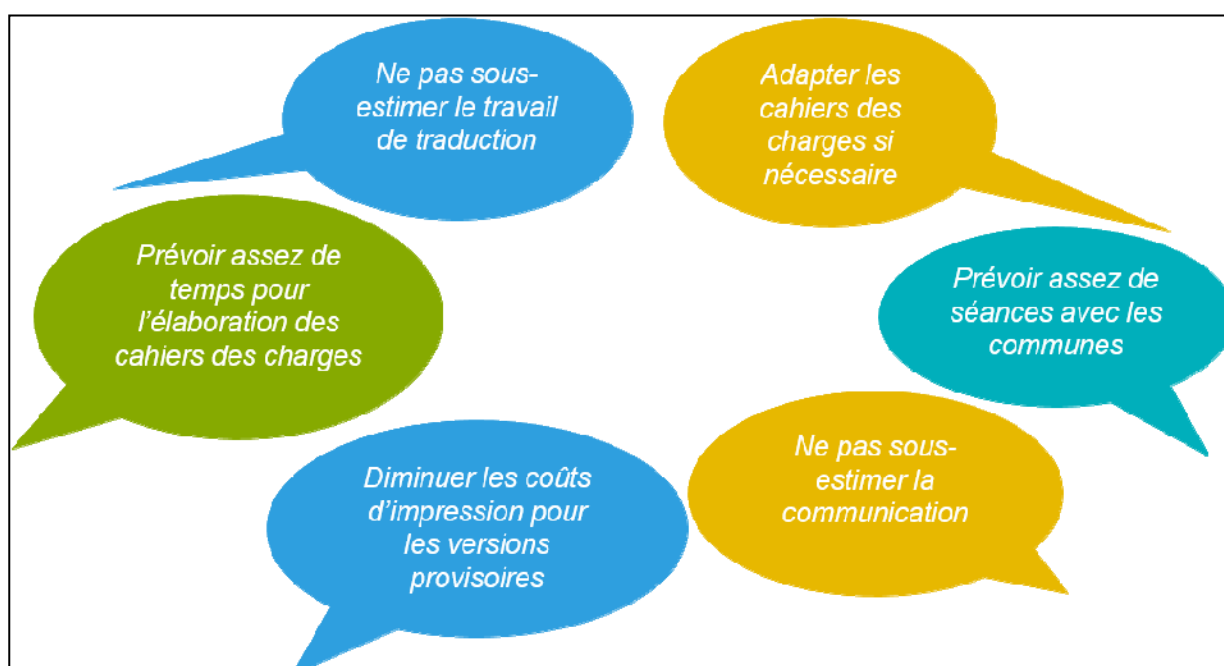 Ne pas sous-
estimer le travail
de traduction
Adapter les
cahiers des
charges si
nécessaire
Prévoir assez de
temps pour
l’élaboration des
cahiers des charges
Prévoir assez de
séances avec les
communes
Diminuer les coûts
d’impression pour
les versions
provisoires
Ne pas sous-
estimer la
communication